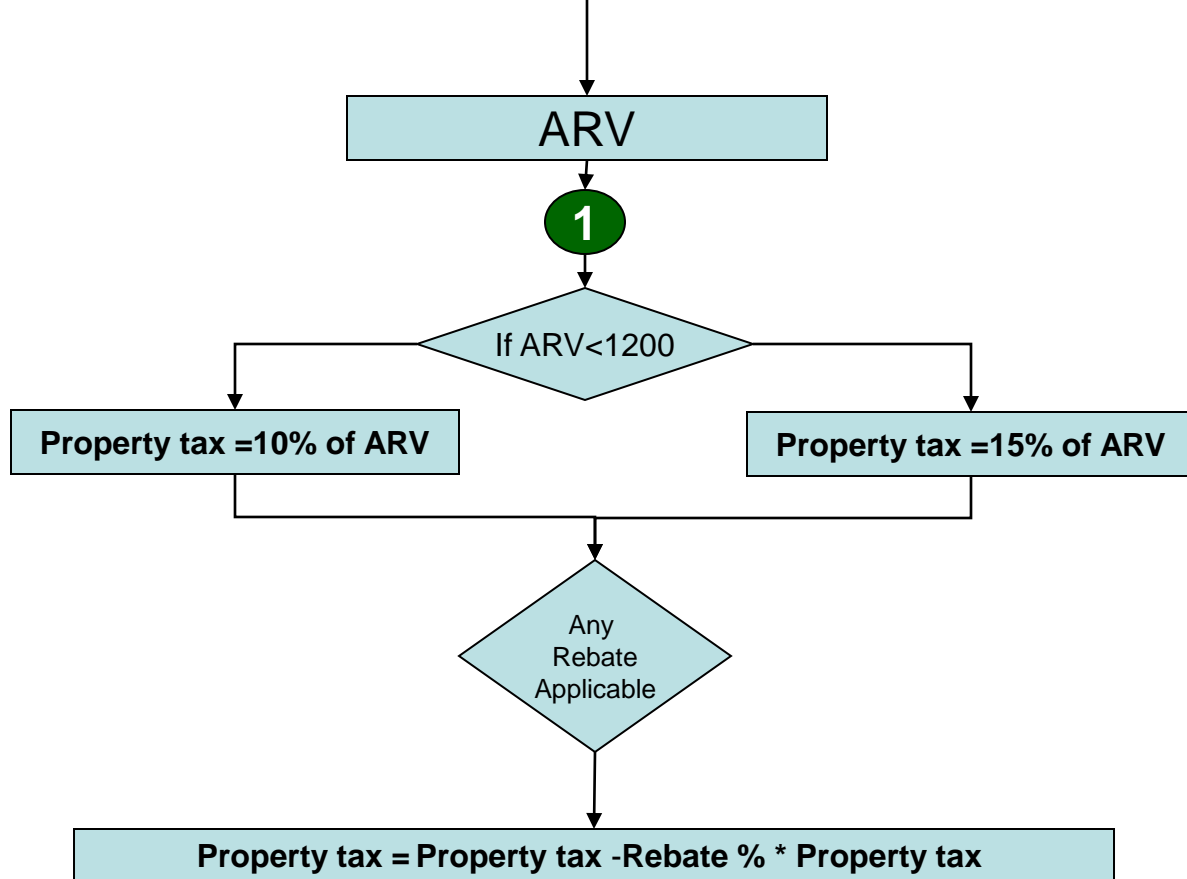 ARV
1
If ARV<1200
Property tax =10% of ARV
Property tax =15% of ARV
Any
Rebate
Applicable
Property tax = Property tax -Rebate % * Property tax